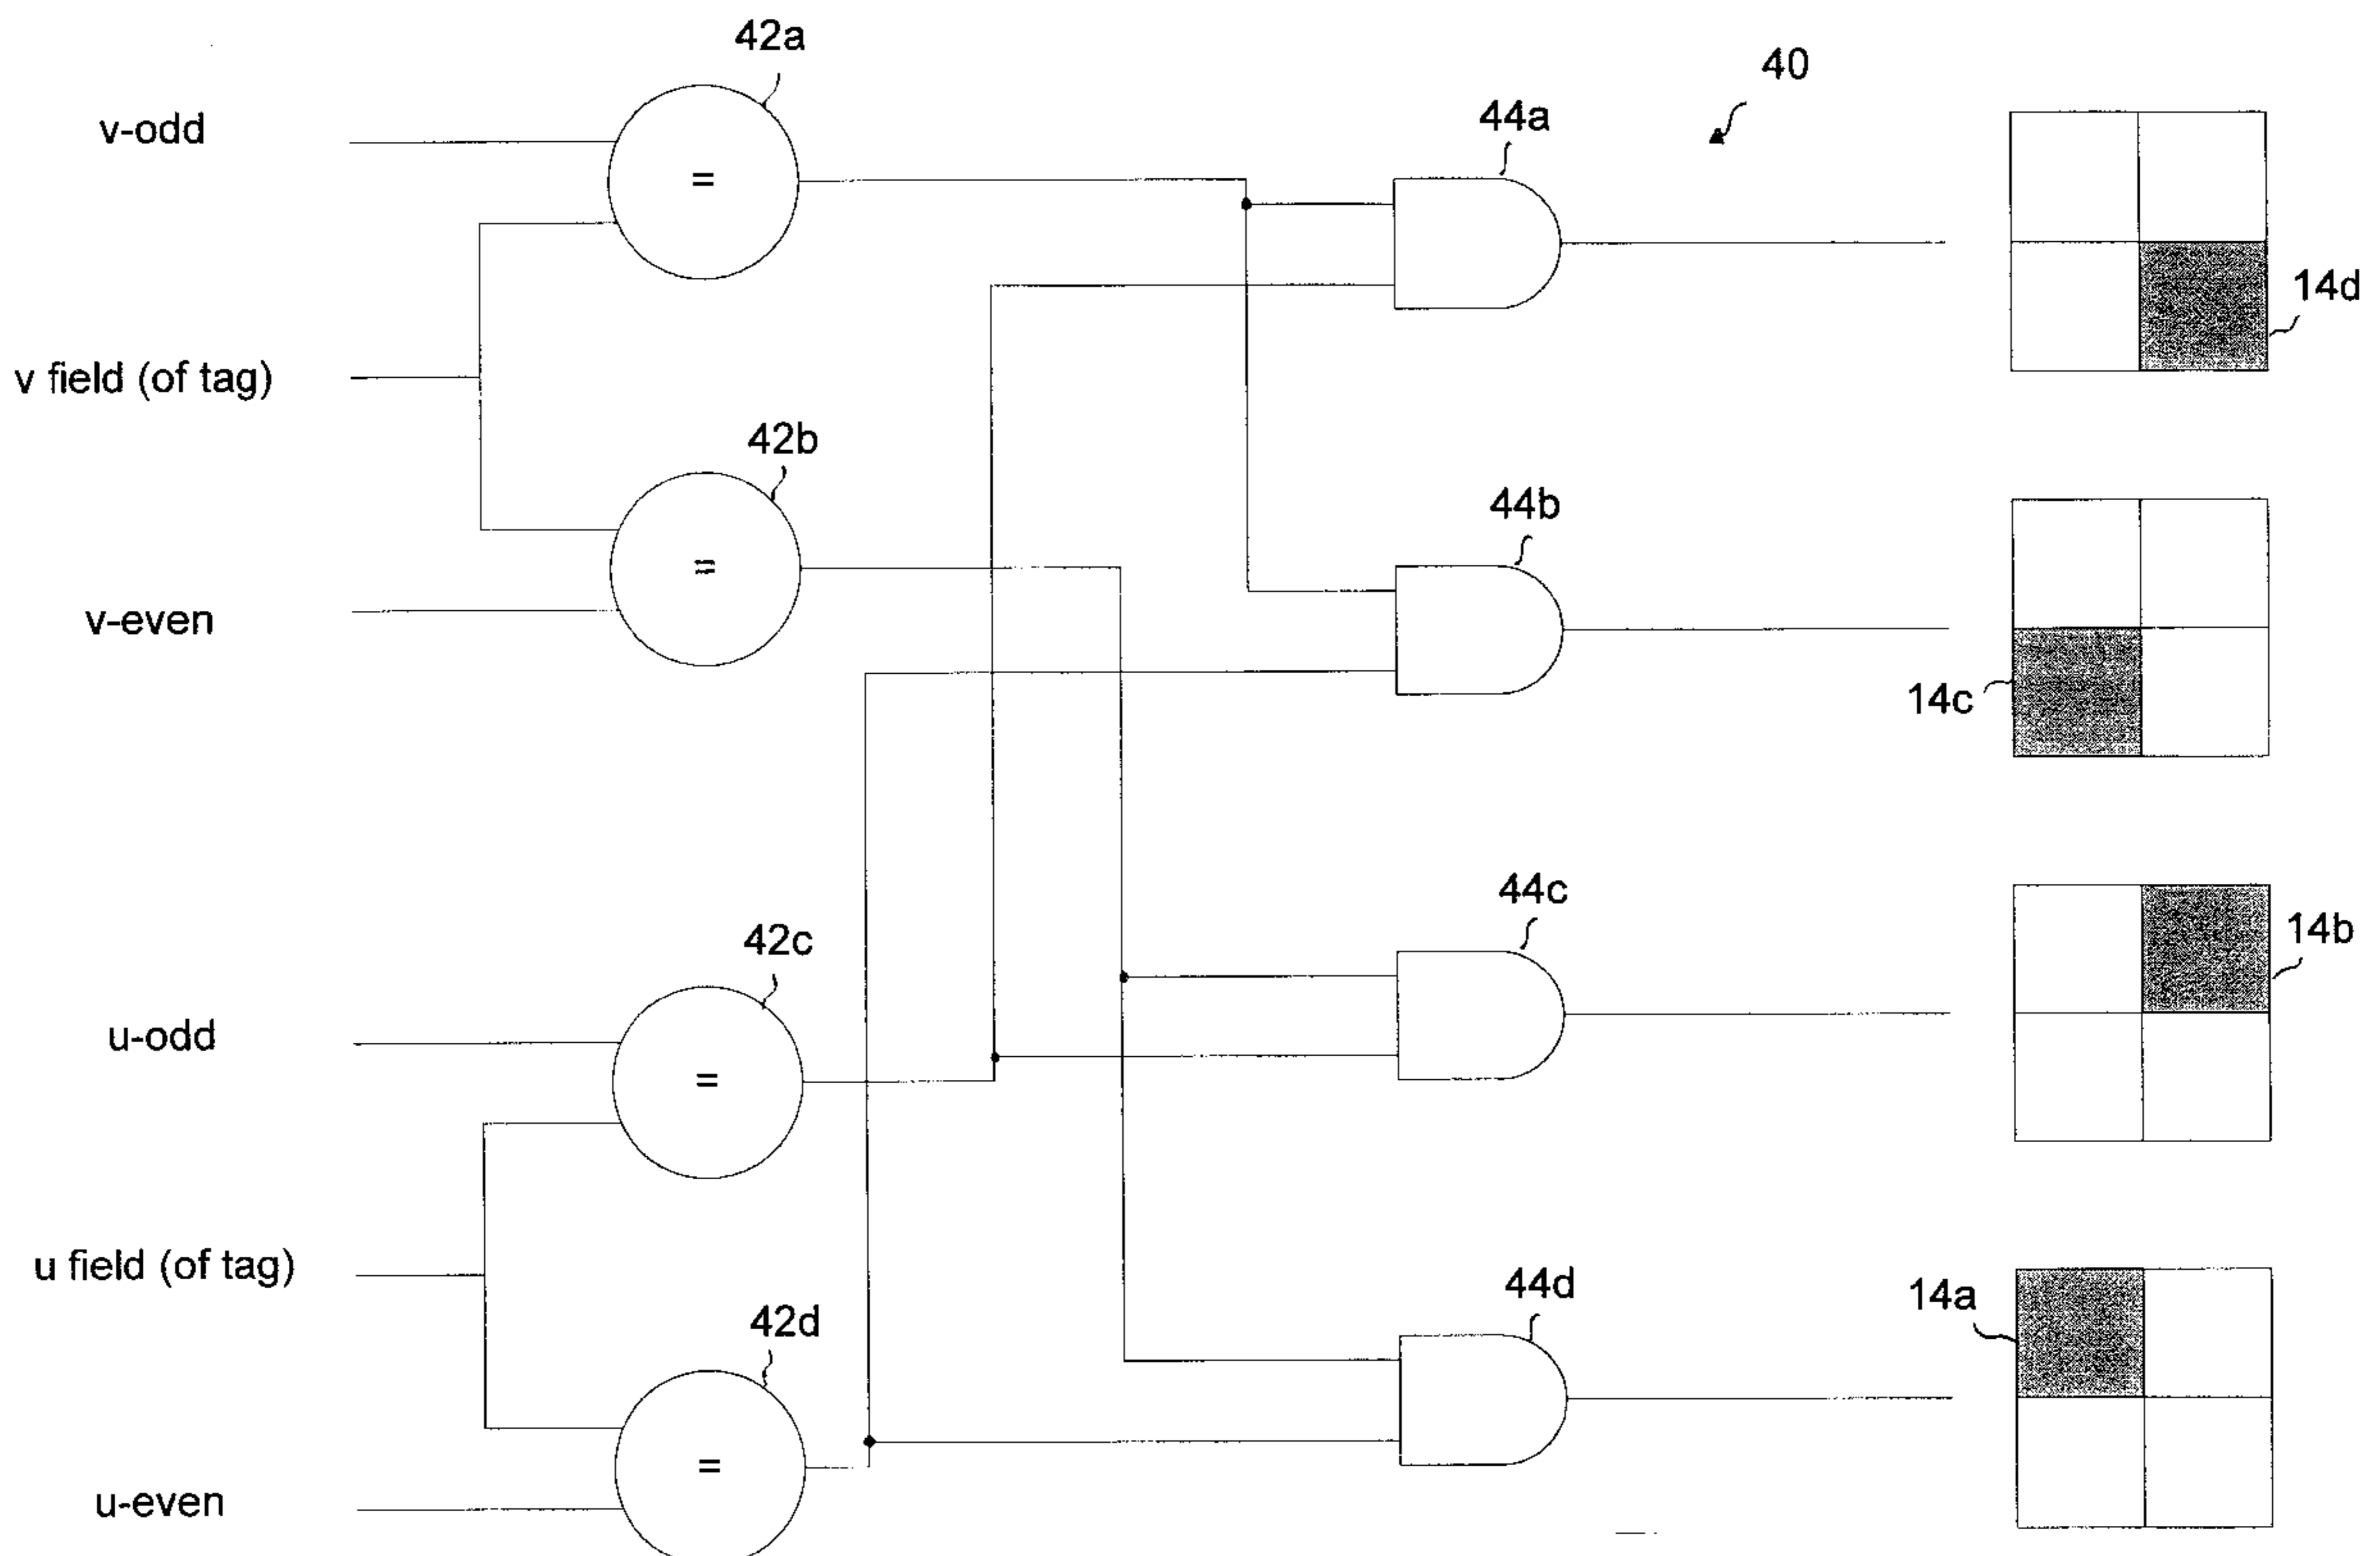 42a
40
v-odd
44a
=
14d
v field (of tag)
42b
44b
=
v-even
14c
44c
42c
14b
u-odd
=
u field (of tag)
44d
14a
42d
=
u-even